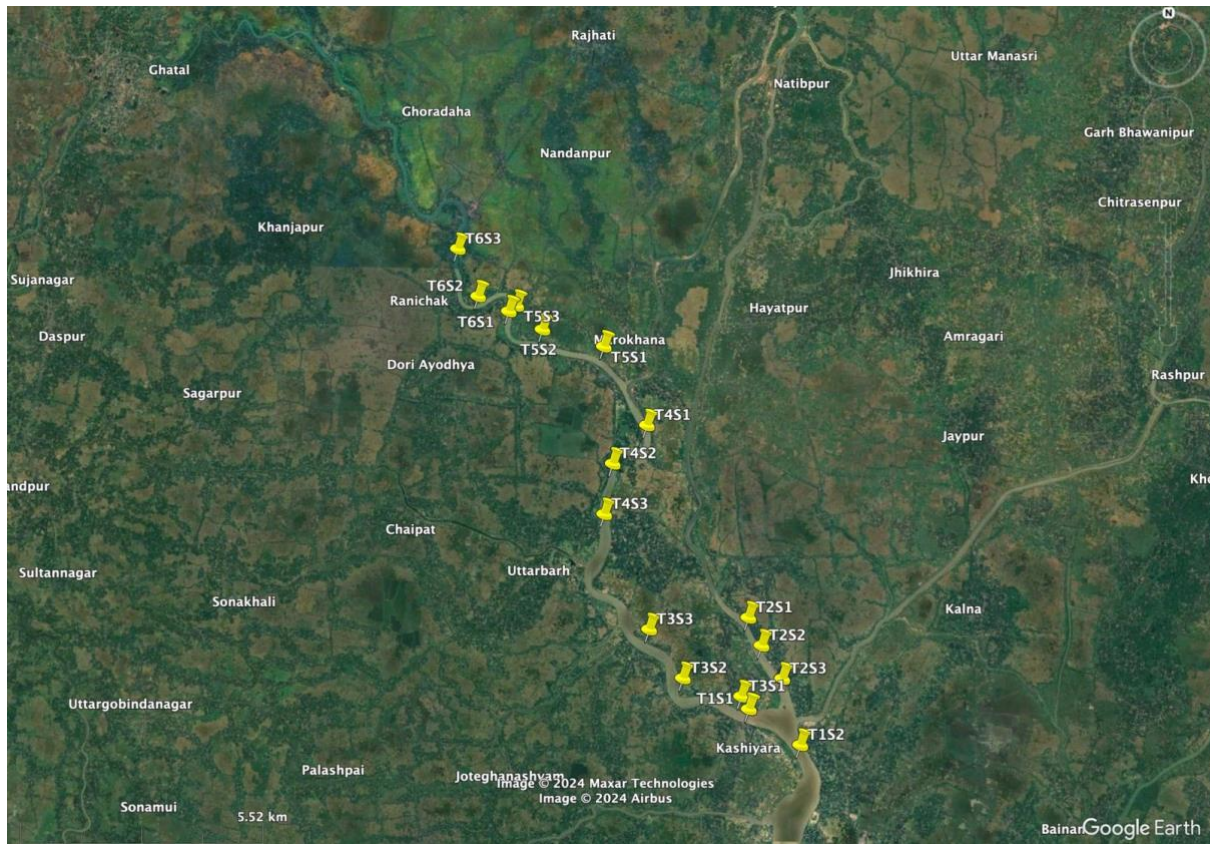 N
Rajhati
Uttar Manasri
Ghatal
Natibpur
Ghoradaha
Garh Bhawanipur
Nandanpur
Chitrasenpur
Khanjapur
T6S3
Jhikhira
Sujanagar
T6S2
Ranichak
Hayatpur
T6S1
T5S3
Daspur
Amragari
T5S2
T5S1
Dori Ayodhya
Rashpur
Sagarpur
T4S1
Jaypur
T4S2
andpur
Kh
T4S3
Chaipat
Uttarbarh
Sultannagar
Sonakhali
Kalna
T2S1
T3S3
T2S2
T3S2
T2S3
T3S1
T1S1
Uttargobindanagar
T1S2
Kashiyara
Palashpai
Joteghanashyam
Image © 2024 Maxar Technologies
Image © 2024 Airbus
Sonamui
5.52 km
Bainan
Google Earth